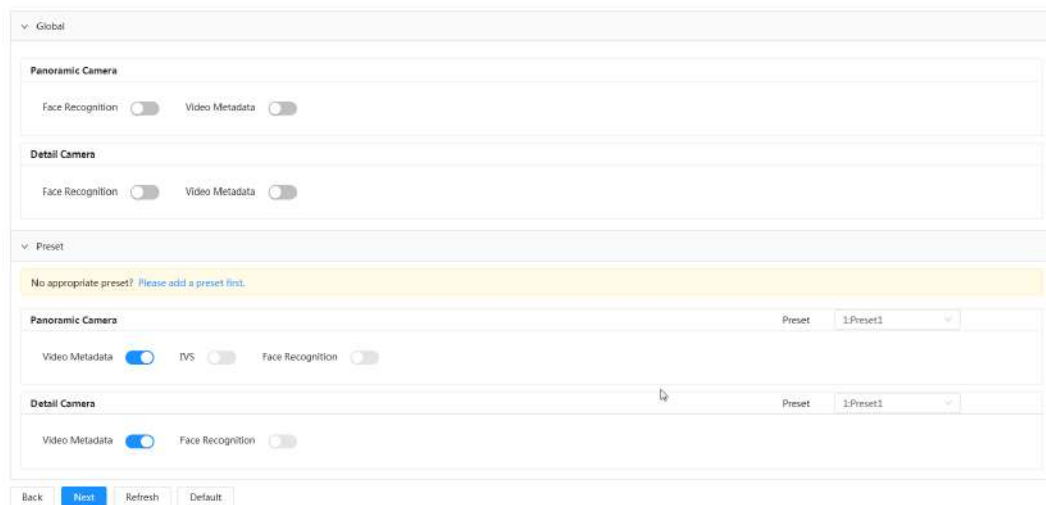 Global
Panoramic Camera
Face Recognition Video Metadata
Detail Camera
Face Recognition Video Metadata
Preset
No appropriate preset? Please add a preset first.
Panoramic Camera Preset 1:Preset1
Video Metadata IVS Face Recognition
Detail Camera Preset 1:Preset1
Video Metadata Face Recognition
Back Next Refresh Default